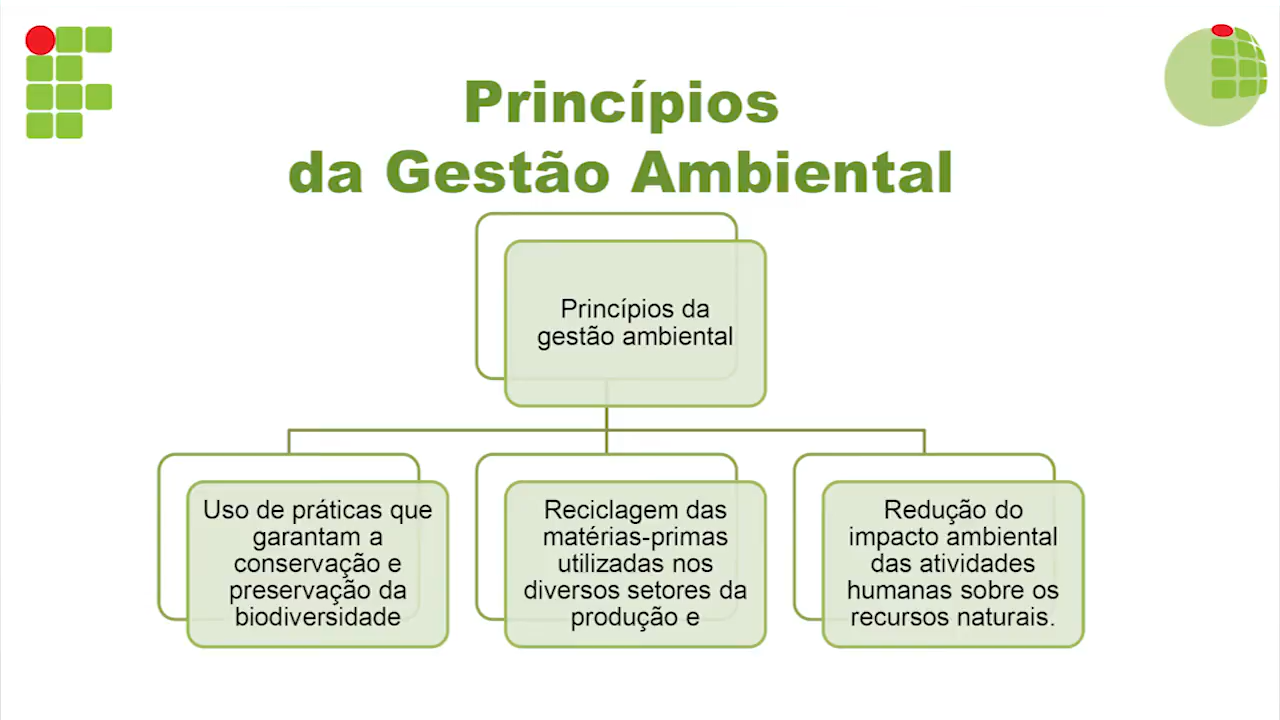 Princípios
da Gestão Ambiental
Princípios da
gestão ambiental
Uso de práticas que
garantam a
conservação e
preservação da
biodiversidade
Reciclagem das
matérias-primas
utilizadas nos
diversos setores da
produção e
Redução do
impacto ambiental
das atividades
humanas sobre os
recursos naturais.